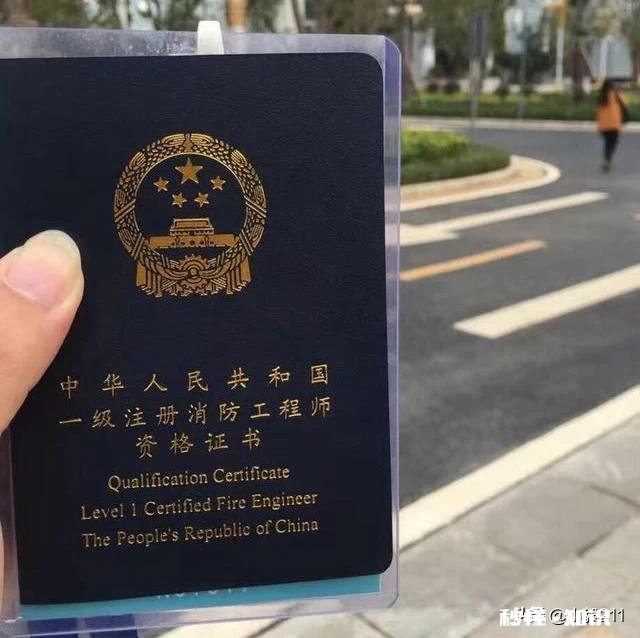 中华人民共和国
一级注册消防工程师
资格证书
Qualification Certificate
Level 1 Certified Fire Engineer
The People's Republic of China